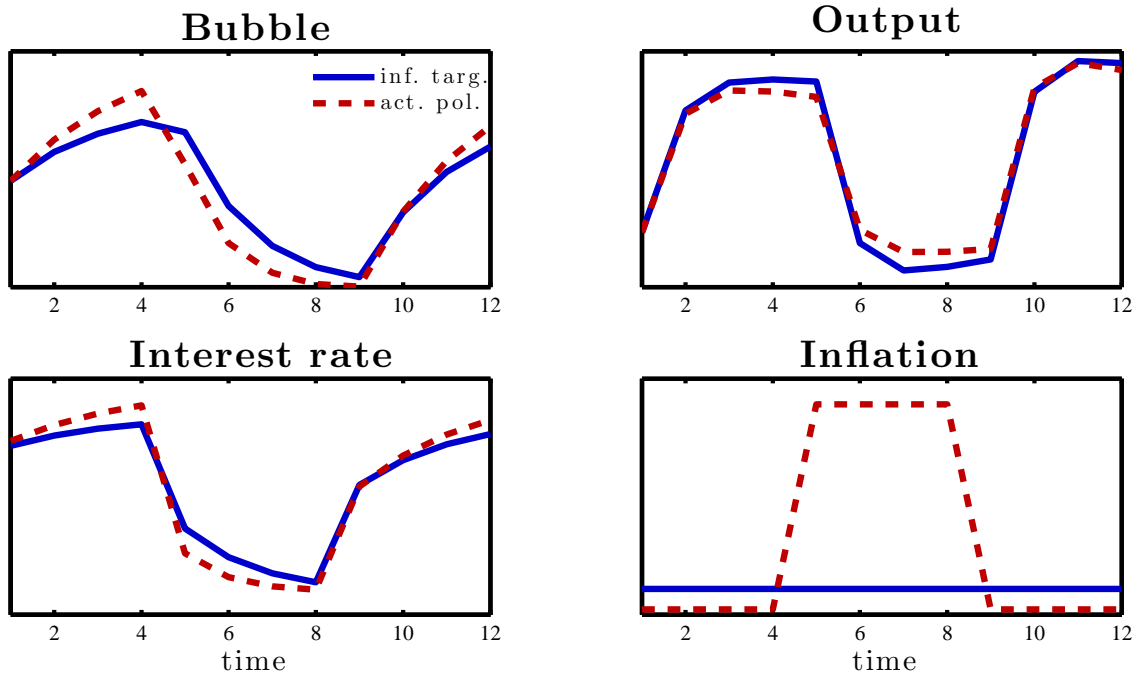 Bubble
inf. targ.
act. pol.
2 4 6 8 10 12
Output
2 4 6 8 10 12
Interest rate
2 4 6 8 10 12
time
Inflation
2 4 6 8 10 12
time